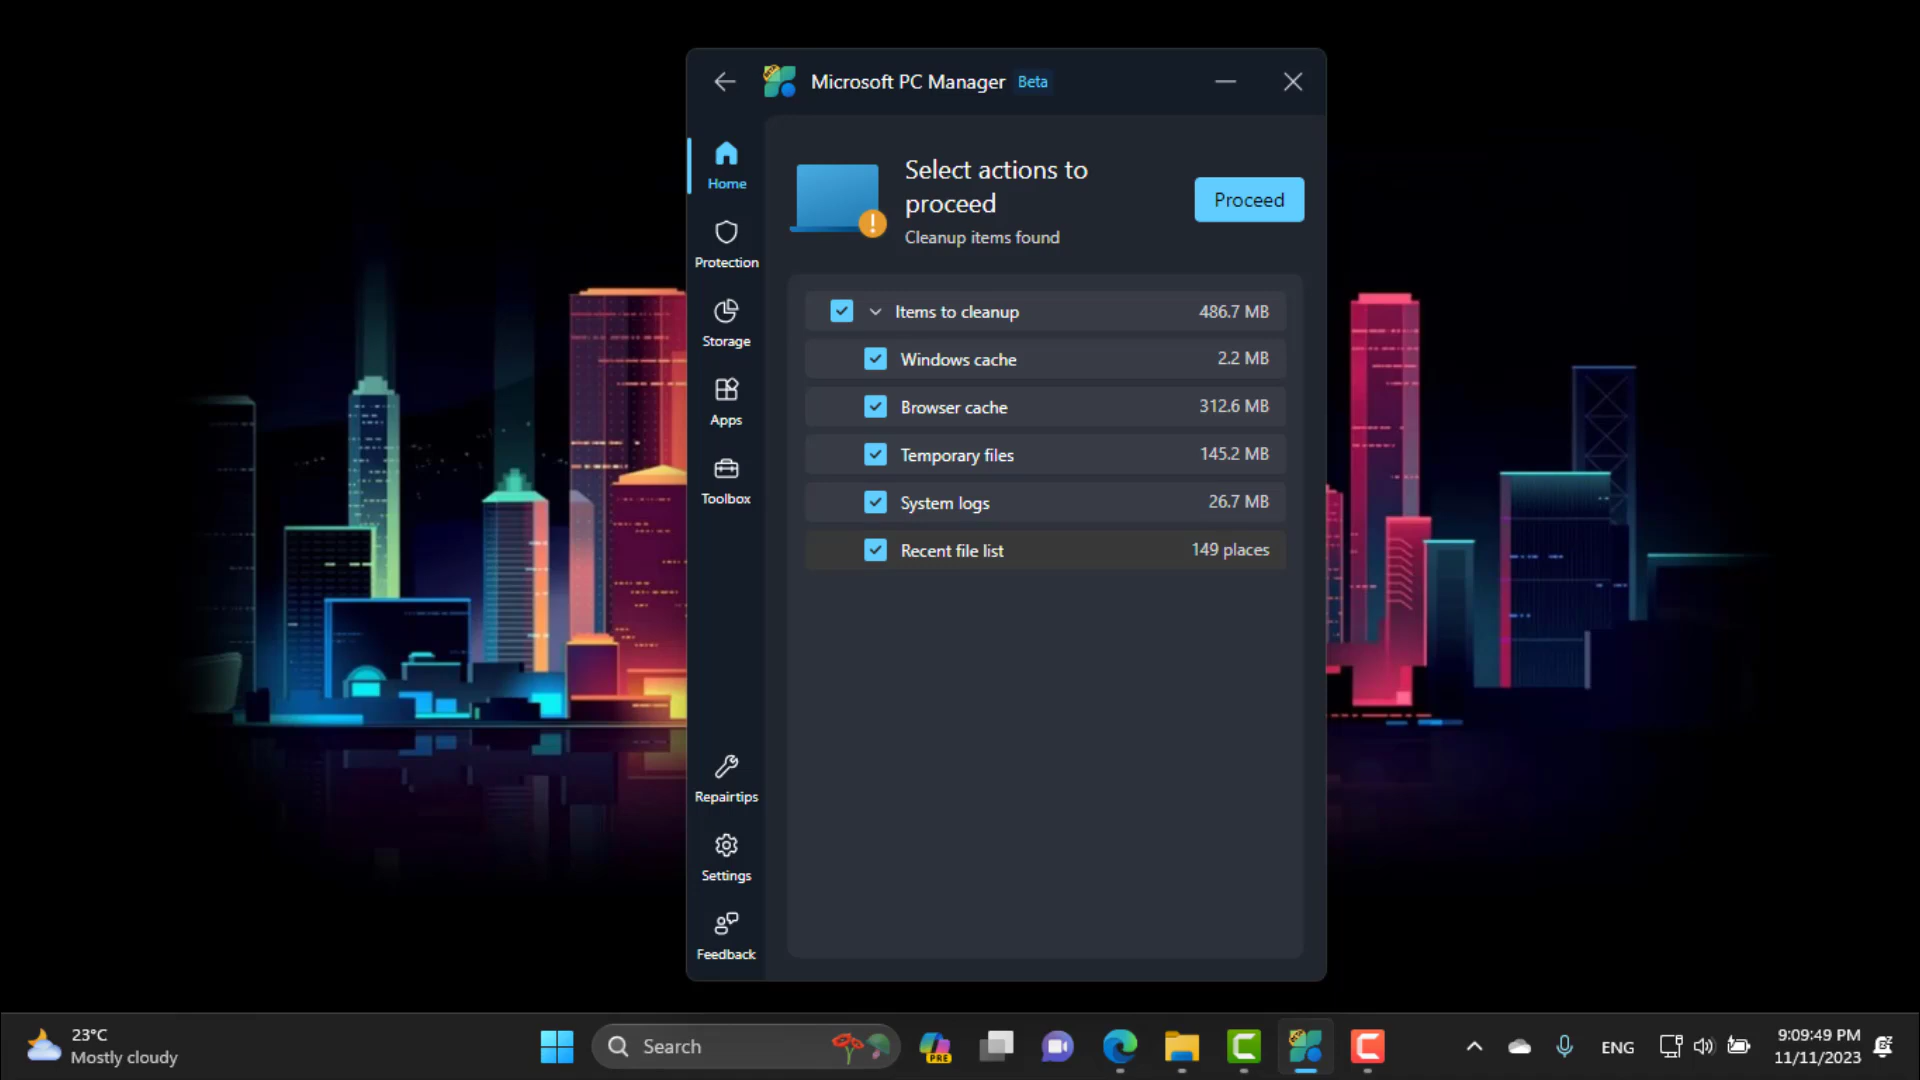 Microsoft PC Manager Beta
Home
Protection
Storage
Apps
Toolbox
Repairtips
Settings
Feedback
Select actions to
proceed
Cleanup items found
Proceed
Items to cleanup 486.7 MB
Windows cache 2.2 MB
Browser cache 312.6 MB
Temporary files 145.2 MB
System logs 26.7 MB
Recent file list 149 places
23°C
Mostly cloudy
Search
PRE
ENG
9:09:49 PM
11/11/2023